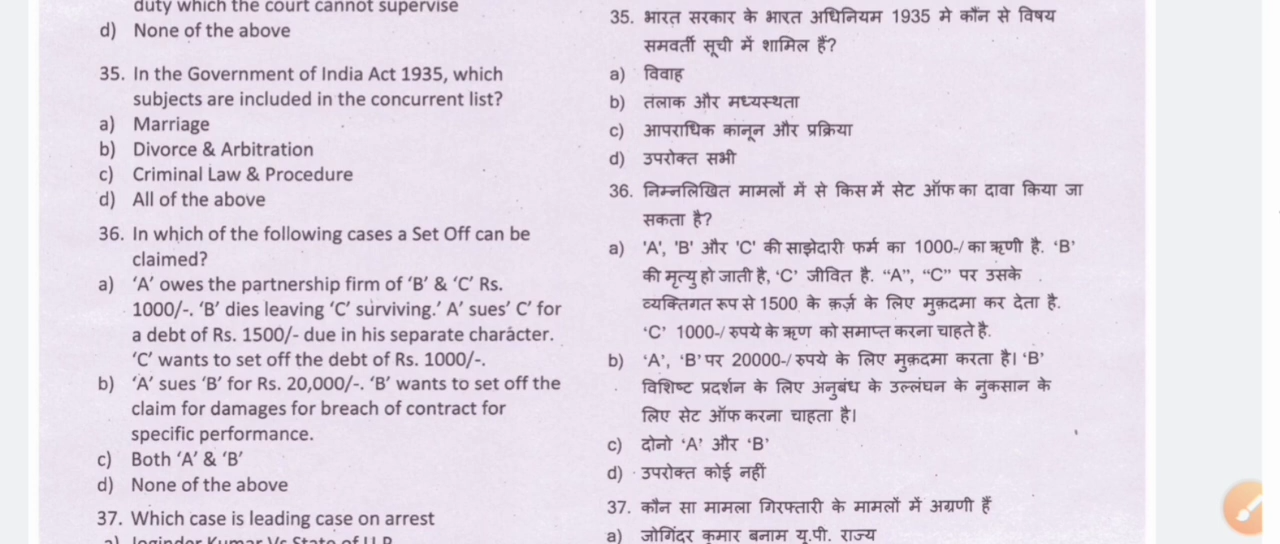 duty which the court cannot supervise
d) None of the above
35. In the Government of India Act 1935, which
subjects are included in the concurrent list?
a) Marriage
b) Divorce & Arbitration
c) Criminal Law & Procedure
d) All of the above
36. In which of the following cases a Set Off can be
claimed?
a) ‘A’ owes the partnership firm of ‘B’ & ‘C’ Rs.
1000/-. ‘B’ dies leaving ‘C’ surviving.’ A’ sues’ C’ for
a debt of Rs. 1500/- due in his separate character.
‘C’ wants to set off the debt of Rs. 1000/-.
b) ‘A’ sues ‘B’ for Rs. 20,000/-. ‘B’ wants to set off the
claim for damages for breach of contract for
specific performance.
c) Both ‘A’ & ‘B’
d) None of the above
37. Which case is leading case on arrest
a) Joginder Kumar Vs State of U.P.
35. भारत सरकार के भारत अधिनियम 1935 मे कौंन से विषय
समवर्ती सूची में शामिल हैं?
a) विवाह
b) तलाक और मध्यस्थता
c) आपराधिक कानून और प्रक्रिया
d) उपरोक्त सभी
36. निम्नलिखित मामलों में से किस में सेट ऑफ का दावा किया जा
सकता है?
a) 'A', 'B' और 'C' की साझेदारी फर्म का 1000-/ का ऋृणी है. ‘B’
की मृत्यु हो जाती है, ‘C’ जीवित है. “A”, “C” पर उसके
व्यक्तिगत रूप से 1500 के क़र्ज़ के लिए मुक़दमा कर देता है.
‘C’ 1000-/ रुपये के ऋण को समाप्त करना चाहते है.
b) ‘A’, ‘B’ पर 20000-/ रुपये के लिए मुक़दमा करता है। ‘B’
विशिष्ट प्रदर्शन के लिए अनुबंध के उल्लंघन के नुकसान के
लिए सेट ऑफ करना चाहता है।
c) दोनो ‘A’ और ‘B’
d) उपरोक्त कोई नहीं
37. कौन सा मामला गिरफ्तारी के मामलों में अग्रणी हैं
a) जोगिंदर कुमार बनाम यू.पी. राज्य